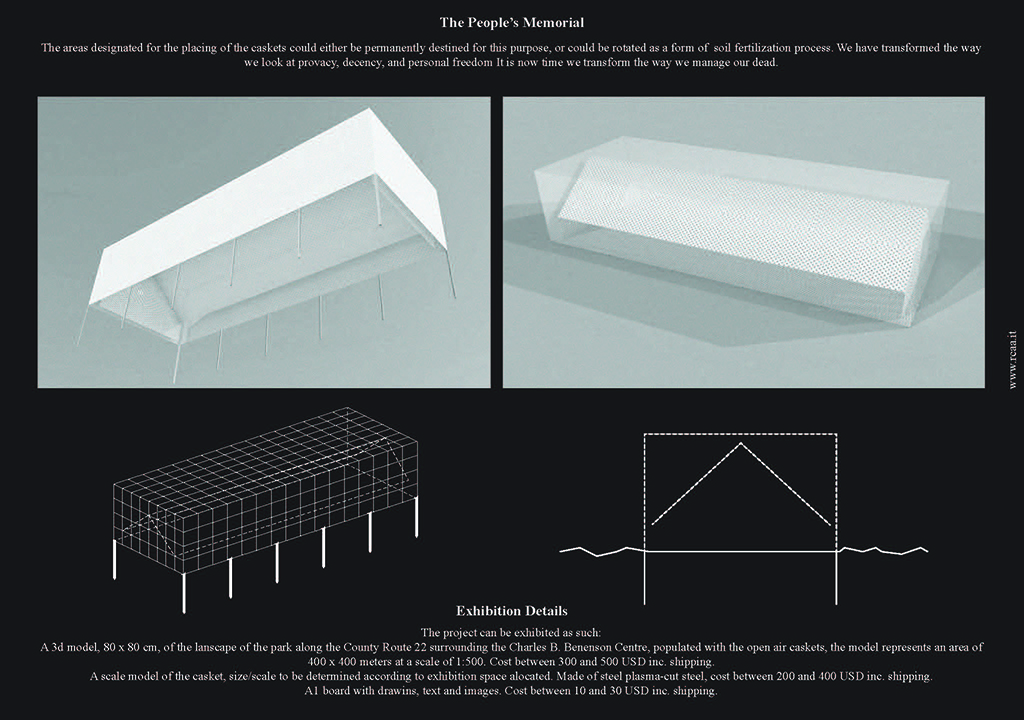 The People's Memorial
The areas designated for the placing of the caskets could either be permanently destined for this purpose, or could be rotated as a form of soil fertilization process. We have transformed the way
we look at provacy, decency, and personal freedom It is now time we transform the way we manage our dead.
www.rcaa.it
Exhibition Details
The project can be exhibited as such:
A 3d model, 80 x 80 cm, of the lanscape of the park along the County Route 22 surrounding the Charles B. Benenson Centre, populated with the open air caskets, the model represents an area of
400 x 400 meters at a scale of 1:500. Cost between 300 and 500 USD inc. shipping.
A scale model of the casket, size/scale to be determined according to exhibition space alocated. Made of steel plasma-cut steel, cost between 200 and 400 USD inc. shipping.
A1 board with drawins, text and images. Cost between 10 and 30 USD inc. shipping.